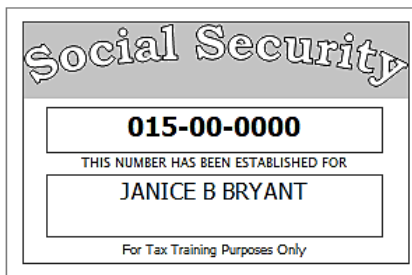 Social Security
015-00-0000
THIS NUMBER HAS BEEN ESTABLISHED FOR
JANICE B BRYANT
For Tax Training Purposes Only